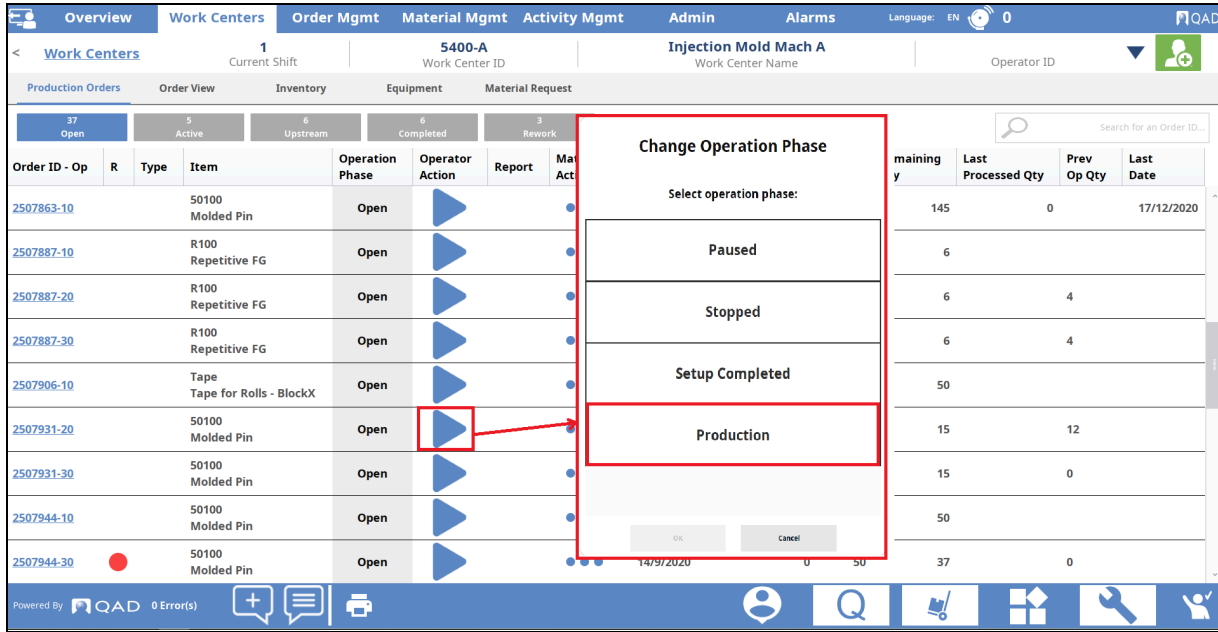 Overview Work Centers Order Mgmt Material Mgmt Activity Mgmt Admin Alarms Language: EN 0 QAD
< Work Centers 1 5400-A Injection Mold Mach A
Current Shift Work Center ID Work Center Name Operator ID
Production Orders Order View Inventory Equipment Material Request
37 5 6 6 3
Open Active Upstream Completed Rework Search for an Order ID...
Change Operation Phase
Select operation phase:
Paused
Stopped
Setup Completed
Production
OK Cancel
Order ID - Op R Type Item Operation Operator Report Last Prev Last
Phase Action Processed Qty Op Qty Date
2507863-10 50100 Open 145 0 17/12/2020
Molded Pin
2507887-10 R100 Open 6
Repetitive FG
2507887-20 R100 Open 6 4
Repetitive FG
2507887-30 R100 Open 6 4
Repetitive FG
2507906-10 Tape Open 50
Tape for Rolls - BlockX
2507931-20 50100 Open 15 12
Molded Pin
2507931-30 50100 Open 15 0
Molded Pin
2507944-10 50100 Open 50
Molded Pin
2507944-30 50100 Open 14/9/2020 0 50 37 0
Molded Pin
Powered By QAD 0 Error(s) Q